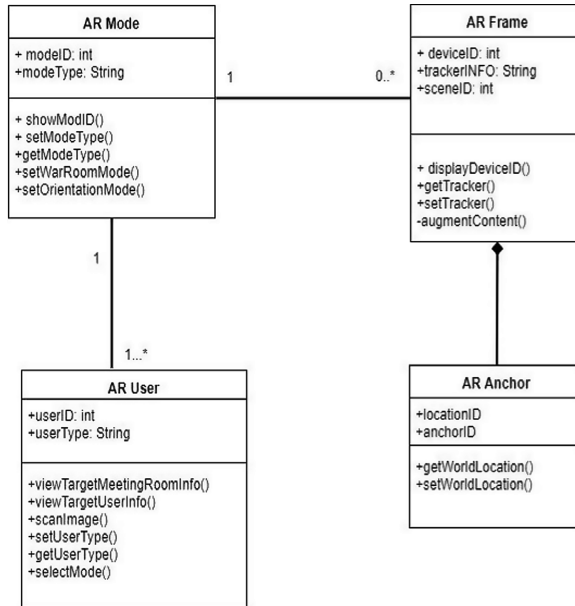 AR Mode
+ modeID: int
+modeType: String
+ showModID()
+ setModeType()
+getModeType()
+setWarRoomMode()
+setOrientationMode()
1
0..*
AR Frame
+ deviceID: int
+trackerINFO: String
+sceneID: int
+ displayDeviceID()
+getTracker()
+setTracker()
-augmentContent()
1
1...*
AR User
+userID: int
+userType: String
+viewTargetMeetingRoomInfo()
+viewTargetUserInfo()
+scanImage()
+setUserType()
+getUserType()
+selectMode()
AR Anchor
+locationID
+anchorID
+getWorldLocation()
+setWorldLocation()